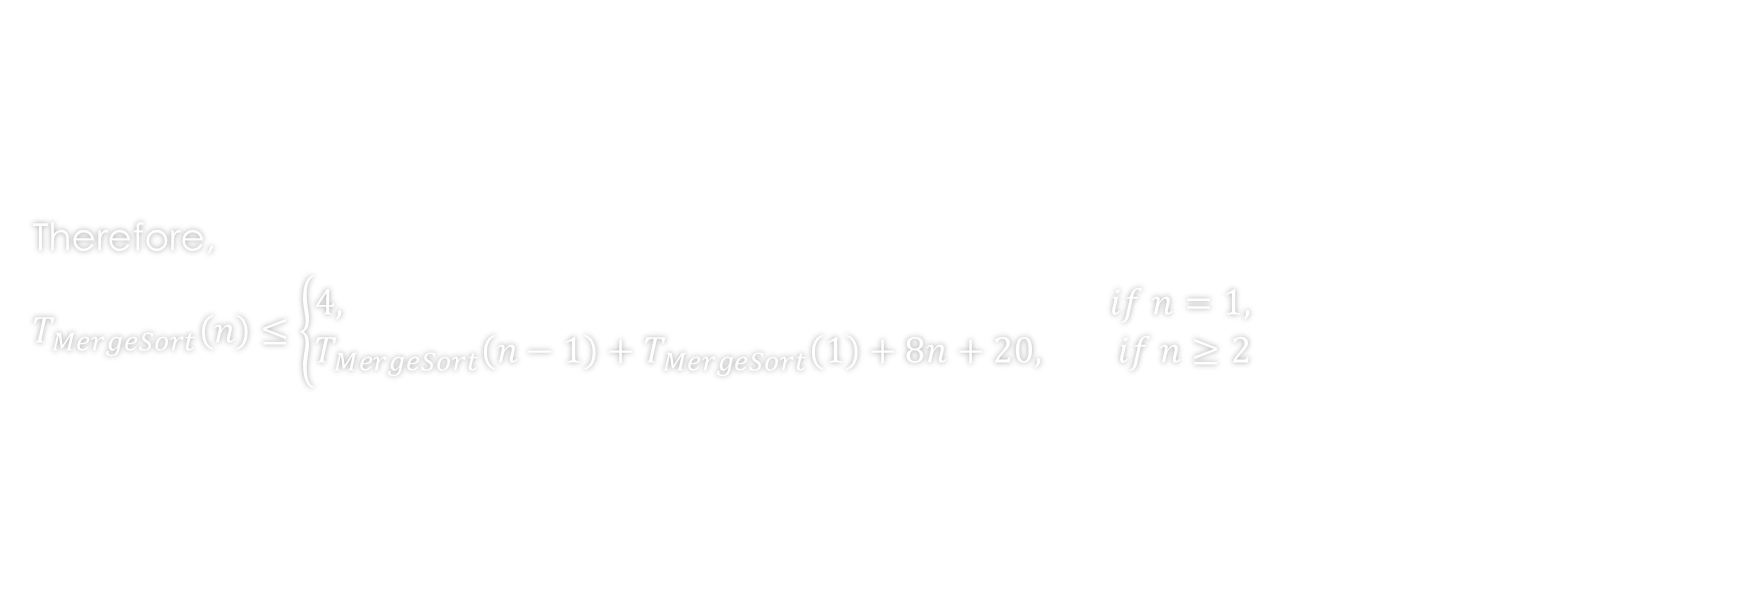 Therefore,
T_MergeSort(n) ≤ { 4, if n = 1,
T_MergeSort(n − 1) + T_MergeSort(1) + 8n + 20, if n ≥ 2